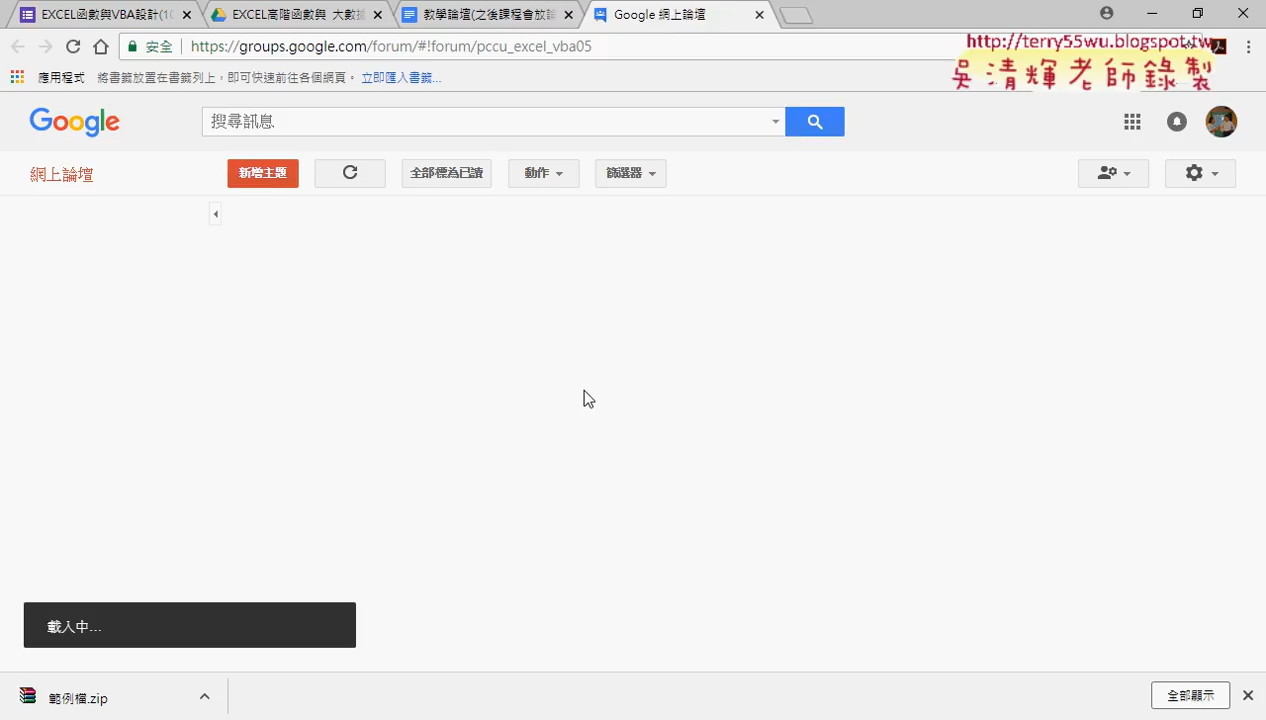 EXCEL函數與VBA設計(10
EXCEL高階函數與 大數據
教學論壇(之後課程會放論
Google 網上論壇
安全
https://groups.google.com/forum/#!forum/pccu_excel_vba05
http://terry55wu.blogspot.tw
吳清輝老師錄製
應用程式
將書籤放置在書籤列上，即可快速前往各個網頁。
立即匯入書籤...
Google
搜尋訊息
網上論壇
新增主題
全部標為已讀
動作
篩選器
載入中...
範例檔.zip
全部顯示